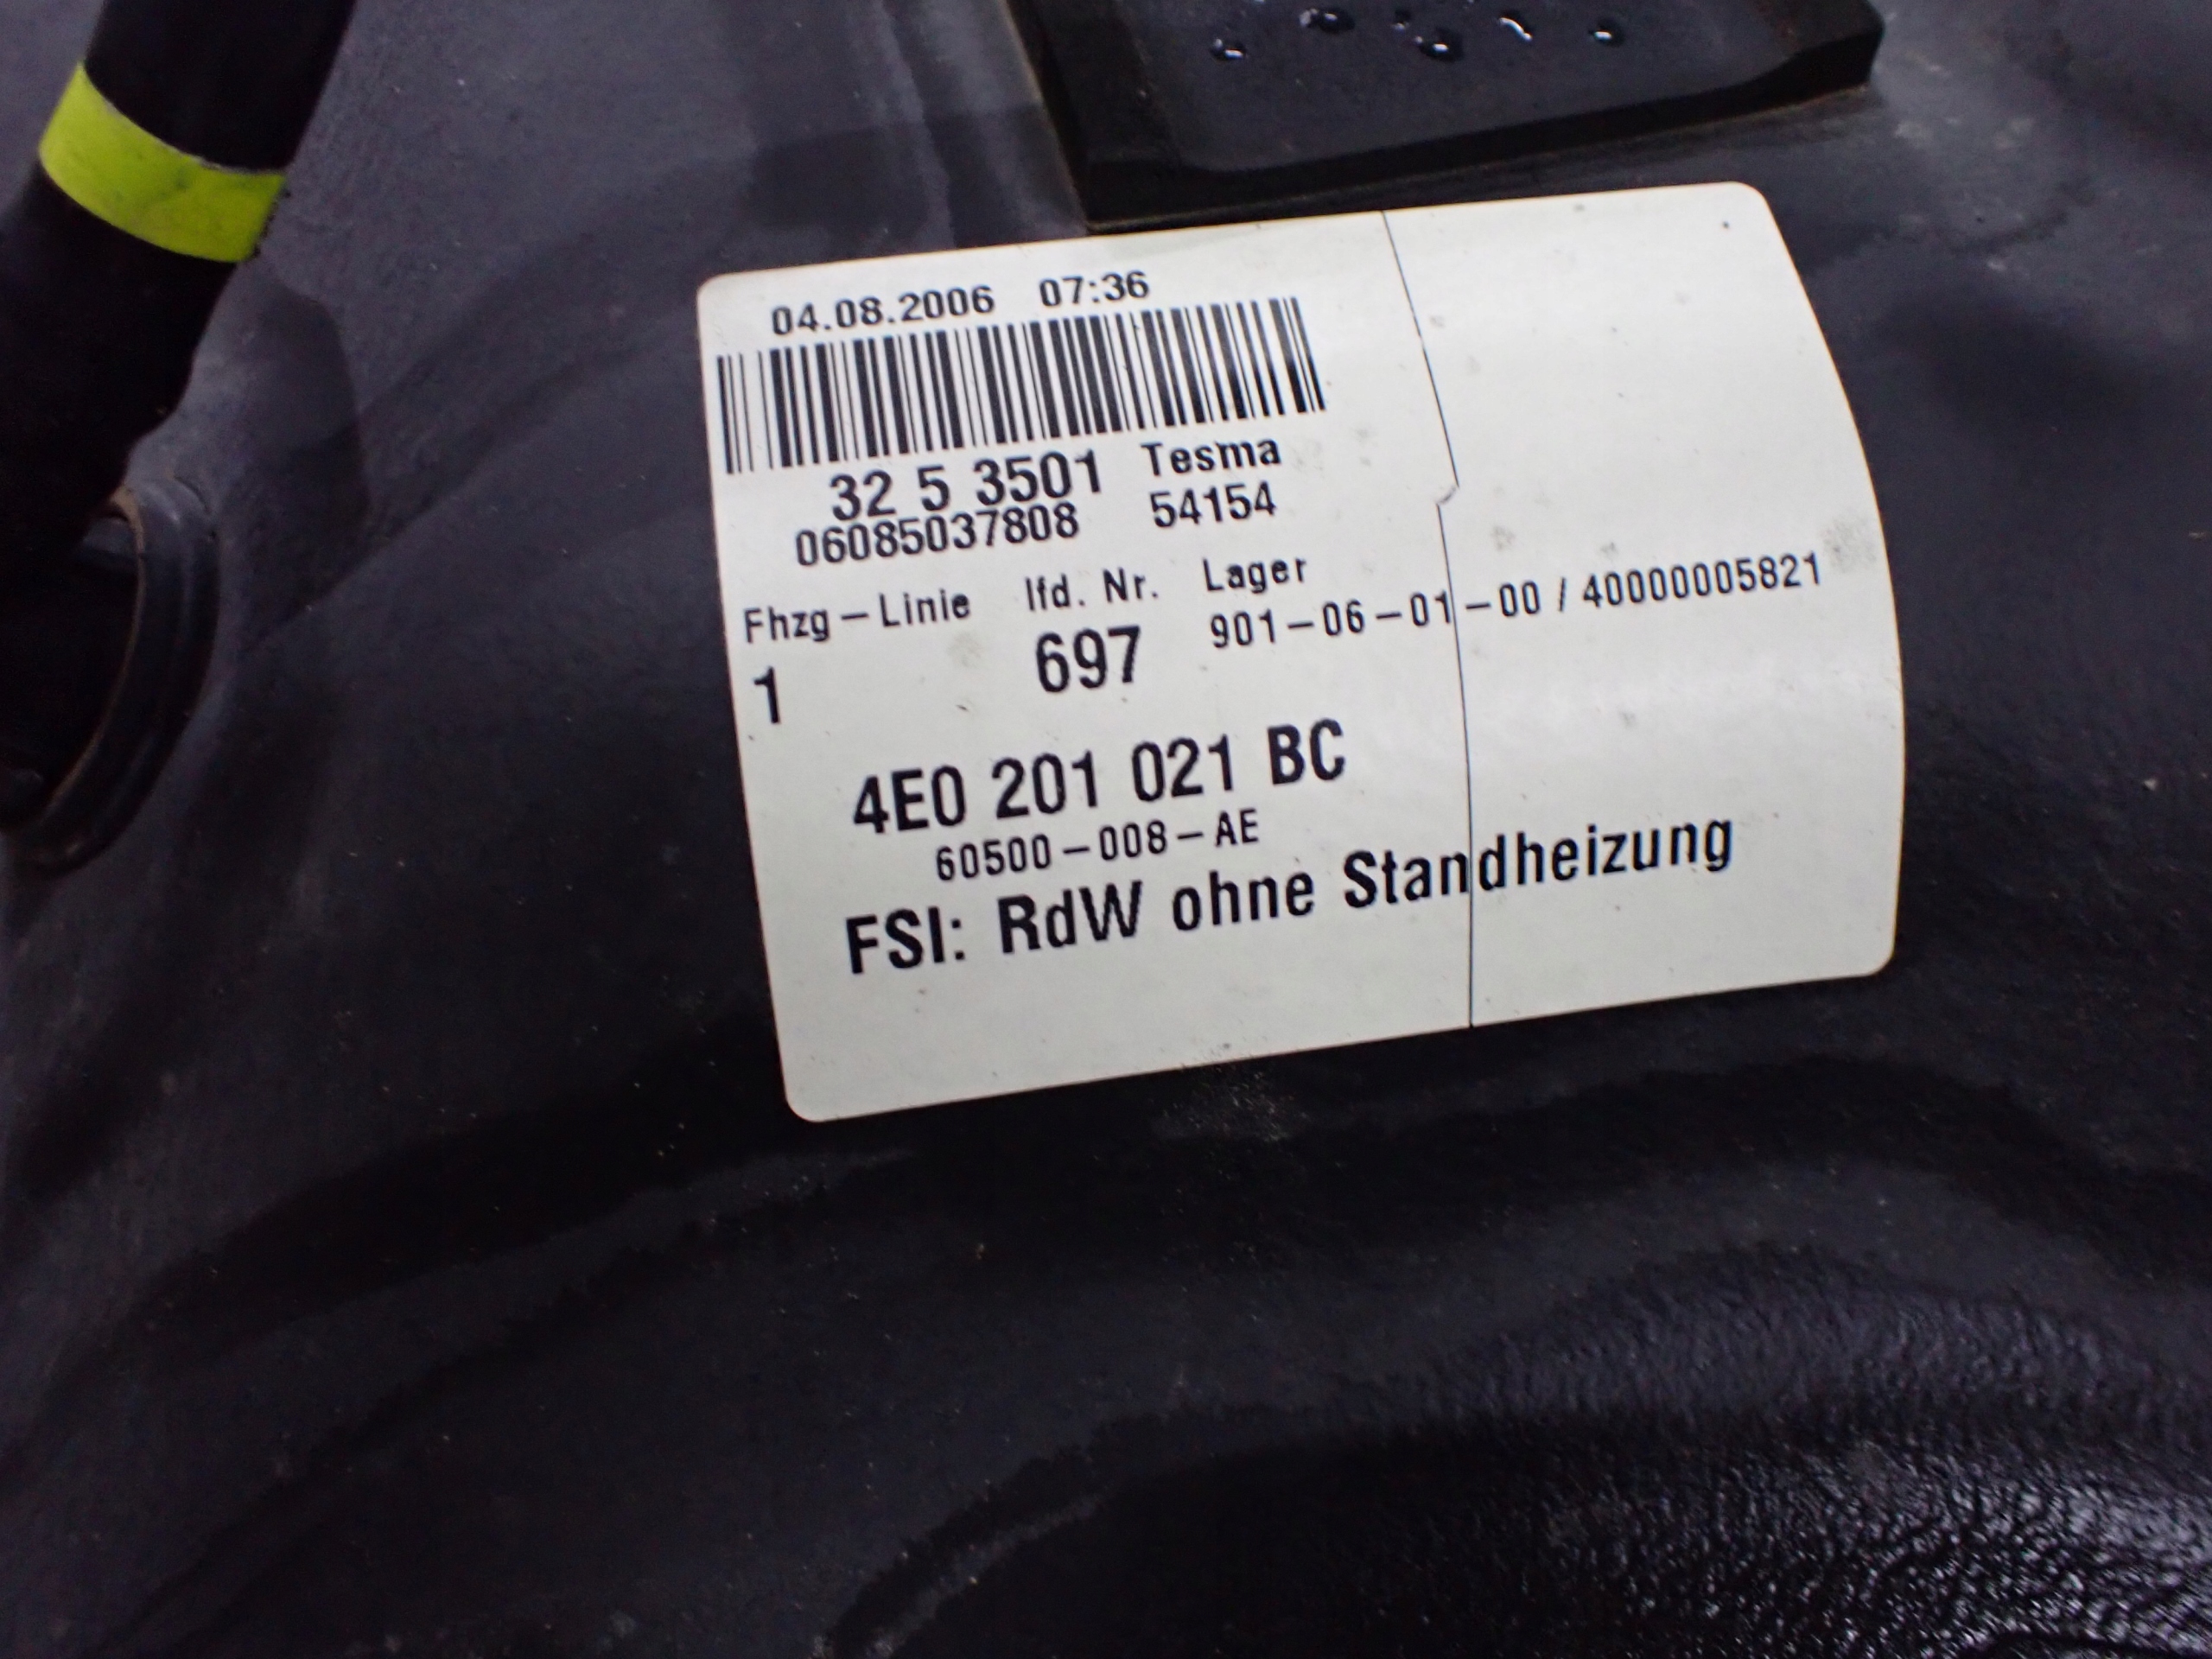 04.08.2006 07:36
32 5 3501 Tesma
06085037808 54154
Fhzg-Linie lfd. Nr. Lager
1 697 901-06-01-00 / 40000005821
4E0 201 021 BC
60500-008-AE
FSI: RdW ohne Standheizung